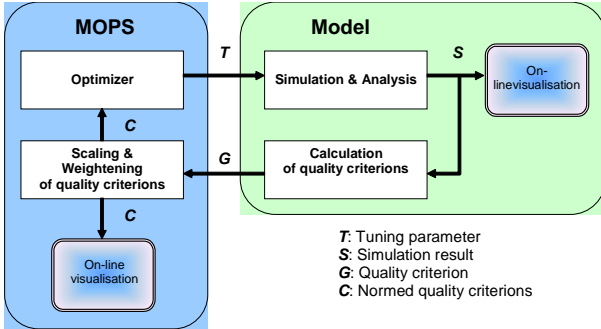 MOPS
Model
Optimizer
T
Simulation & Analysis
S
On-
linevisualisation
C
Scaling &
Weightening
of quality criterions
G
Calculation
of quality criterions
C
On-line
visualisation
T: Tuning parameter
S: Simulation result
G: Quality criterion
C: Normed quality criterions